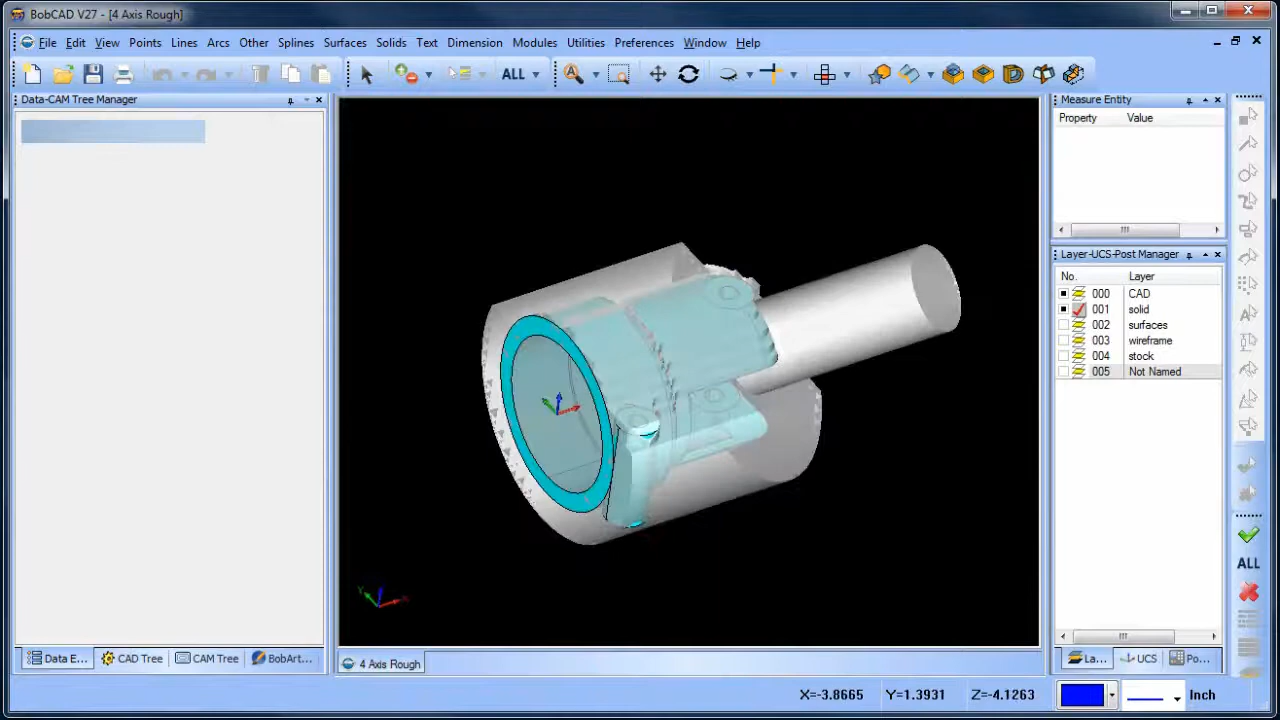 BobCAD V27 - [4 Axis Rough]
File Edit View Points Lines Arcs Other Splines Surfaces Solids Text Dimension Modules Utilities Preferences Window Help
ALL
Data-CAM Tree Manager
Measure Entity
Property Value
Layer-UCS-Post Manager
No. Layer
000 CAD
001 solid
002 surfaces
003 wireframe
004 stock
005 Not Named
ALL
Y X
Data E... CAD Tree CAM Tree BobArt...
4 Axis Rough
La... UCS Po...
X=-3.8665 Y=1.3931 Z=-4.1263 Inch